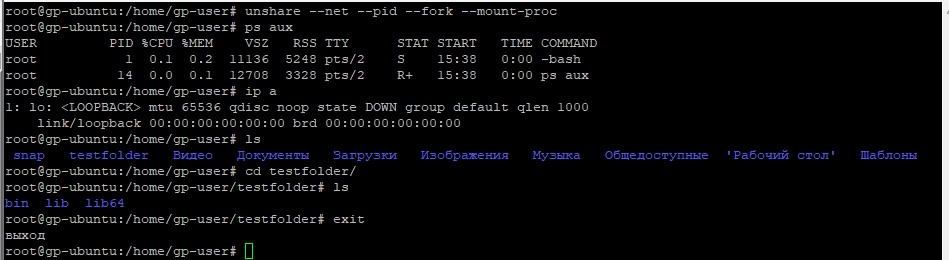 root@gp-ubuntu:/home/gp-user# unshare --net --pid --fork --mount-proc
root@gp-ubuntu:/home/gp-user# ps aux
USER         PID %CPU %MEM    VSZ   RSS TTY      STAT START   TIME COMMAND
root           1  0.1  0.2  11136  5248 pts/2    S    15:38   0:00 -bash
root          14  0.0  0.1  12708  3328 pts/2    R+   15:38   0:00 ps aux
root@gp-ubuntu:/home/gp-user# ip a
1: lo: <LOOPBACK> mtu 65536 qdisc noop state DOWN group default qlen 1000
    link/loopback 00:00:00:00:00:00 brd 00:00:00:00:00:00
root@gp-ubuntu:/home/gp-user# ls
 snap   testfolder   Видео   Документы   Загрузки   Изображения   Музыка   Общедоступные  'Рабочий стол'   Шаблоны
root@gp-ubuntu:/home/gp-user# cd testfolder/
root@gp-ubuntu:/home/gp-user/testfolder# ls
bin  lib  lib64
root@gp-ubuntu:/home/gp-user/testfolder# exit
выход
root@gp-ubuntu:/home/gp-user#